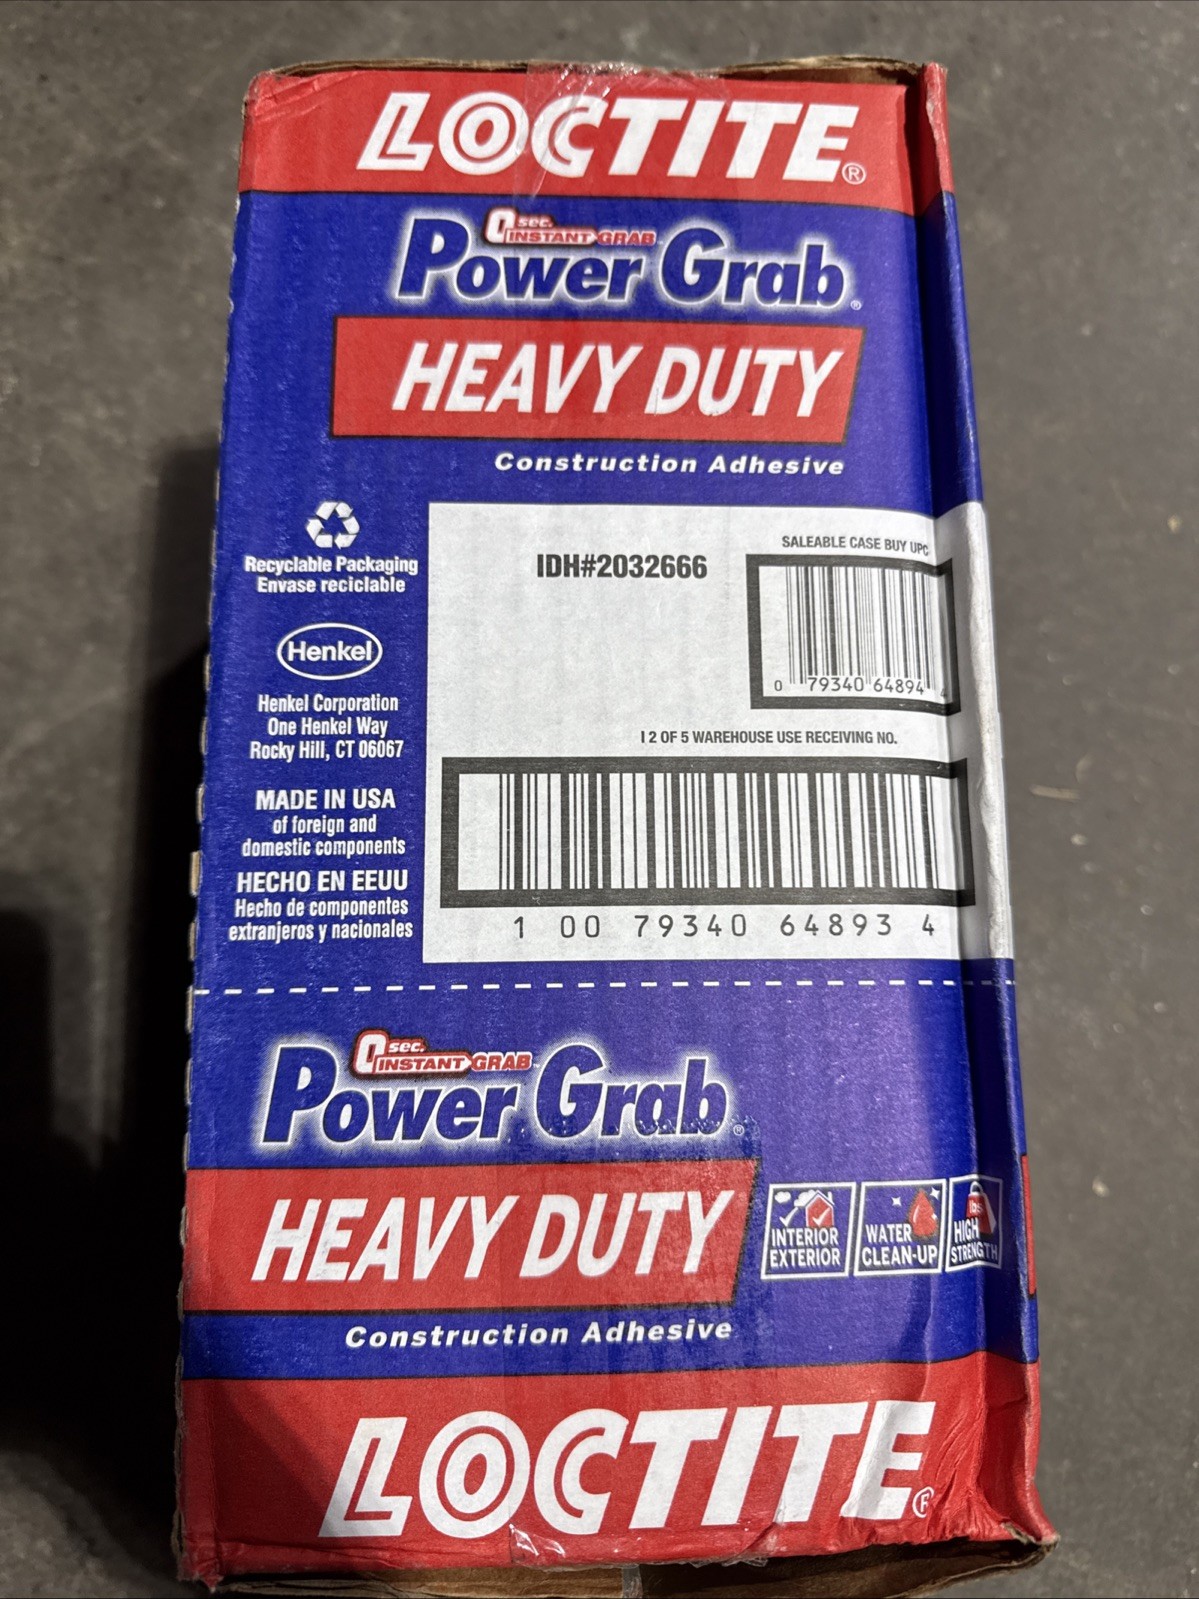 LOCTITE®
0 sec.
INSTANT GRAB
Power Grab®
HEAVY DUTY
Construction Adhesive
Recyclable Packaging
Envase reciclable
Henkel
Henkel Corporation
One Henkel Way
Rocky Hill, CT 06067
MADE IN USA
of foreign and
domestic components
HECHO EN EEUU
Hecho de componentes
extranjeros y nacionales
IDH#2032666
SALEABLE CASE BUY UPC
0 79340 64894 4
I 2 OF 5 WAREHOUSE USE RECEIVING NO.
1 00 79340 64893 4
0 sec.
INSTANT GRAB
Power Grab®
HEAVY DUTY
Construction Adhesive
INTERIOR
EXTERIOR
WATER
CLEAN-UP
lbs
HIGH
STRENGTH
LOCTITE®